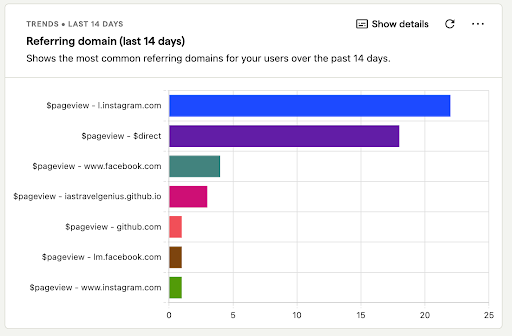 TRENDS • LAST 14 DAYS
Show details
Referring domain (last 14 days)
Shows the most common referring domains for your users over the past 14 days.
$pageview - l.instagram.com
$pageview - $direct
$pageview - www.facebook.com
$pageview - iastravelgenius.github.io
$pageview - github.com
$pageview - lm.facebook.com
$pageview - www.instagram.com
0 5 10 15 20 25